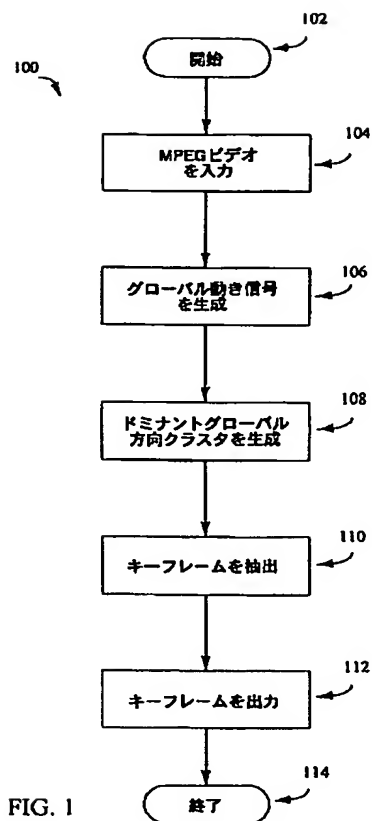 102
開始
100
MPEGビデオ
を入力
104
グローバル動き信号
を生成
106
ドミナントグローバル
方向クラスタを生成
108
キーフレームを抽出
110
キーフレームを出力
112
終了
114
FIG. 1